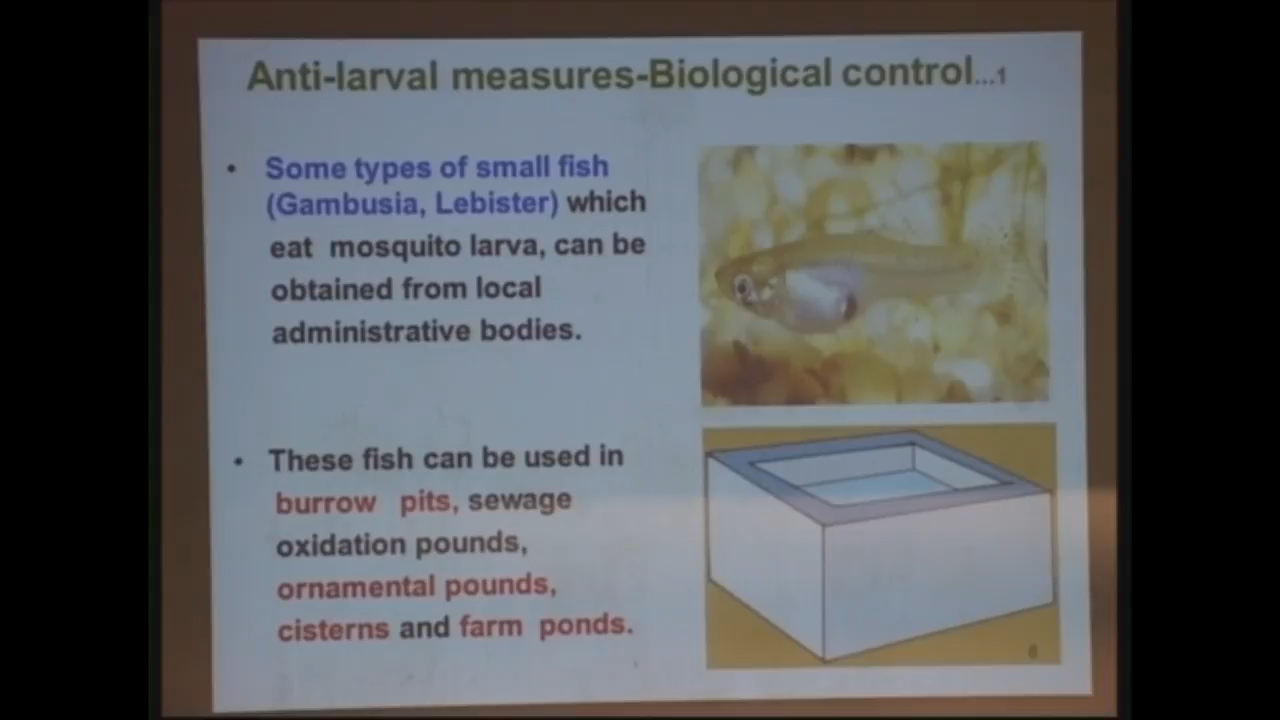 Anti-larval measures-Biological control...1
• Some types of small fish
(Gambusia, Lebister) which
eat mosquito larva, can be
obtained from local
administrative bodies.
• These fish can be used in
burrow pits, sewage
oxidation pounds,
ornamental pounds,
cisterns and farm ponds.
6